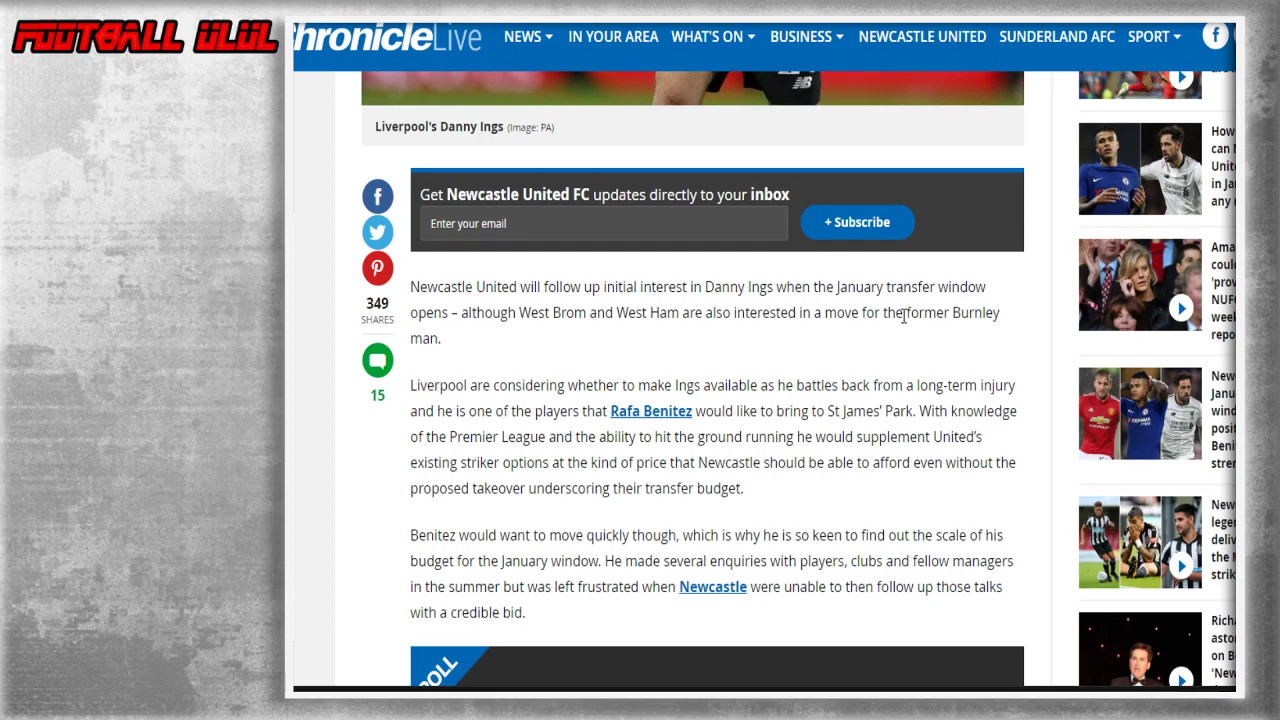 FOOTBALL ULUL
hronicleLive
NEWS IN YOUR AREA WHAT'S ON BUSINESS NEWCASTLE UNITED SUNDERLAND AFC SPORT
Liverpool's Danny Ings (Image: PA)
Get Newcastle United FC updates directly to your inbox
Enter your email
+ Subscribe
349
SHARES
15
Newcastle United will follow up initial interest in Danny Ings when the January transfer window
opens – although West Brom and West Ham are also interested in a move for the former Burnley
man.
Liverpool are considering whether to make Ings available as he battles back from a long-term injury
and he is one of the players that Rafa Benitez would like to bring to St James’ Park. With knowledge
of the Premier League and the ability to hit the ground running he would supplement United’s
existing striker options at the kind of price that Newcastle should be able to afford even without the
proposed takeover underscoring their transfer budget.
Benitez would want to move quickly though, which is why he is so keen to find out the scale of his
budget for the January window. He made several enquiries with players, clubs and fellow managers
in the summer but was left frustrated when Newcastle were unable to then follow up those talks
with a credible bid.
POLL
How
can
Unit
in Ja
any
Ama
coul
'prov
NUF
week
repo
New
Janu
wind
posit
Beni
stren
New
lege
deliv
the
strik
Rich
asto
on B
'New